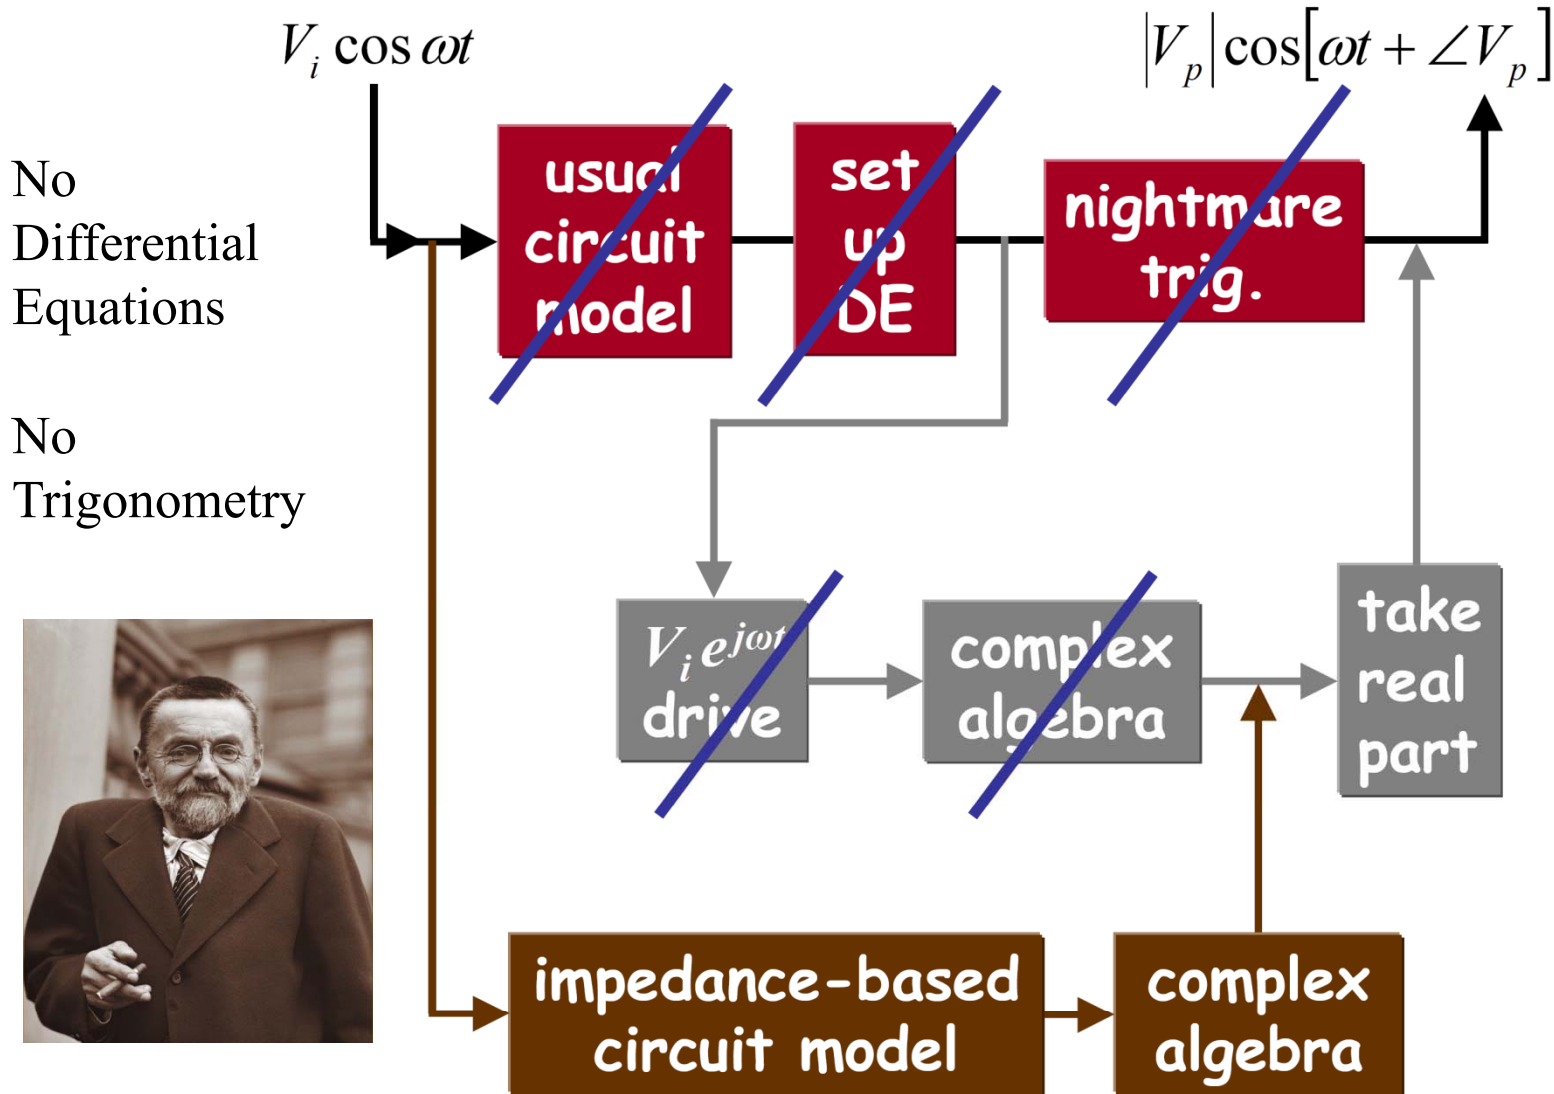 V_i cos ωt
|V_p| cos[ωt + ∠V_p]
No
Differential
Equations
No
Trigonometry
usual
circuit
model
set
up
DE
nightmare
trig.
V_i e^{jωt}
drive
complex
algebra
take
real
part
impedance-based
circuit model
complex
algebra